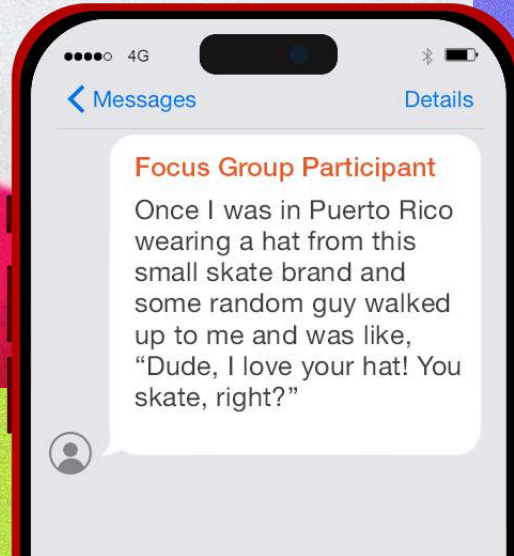 4G
Messages
Details
Focus Group Participant
Once I was in Puerto Rico
wearing a hat from this
small skate brand and
some random guy walked
up to me and was like,
“Dude, I love your hat! You
skate, right?”